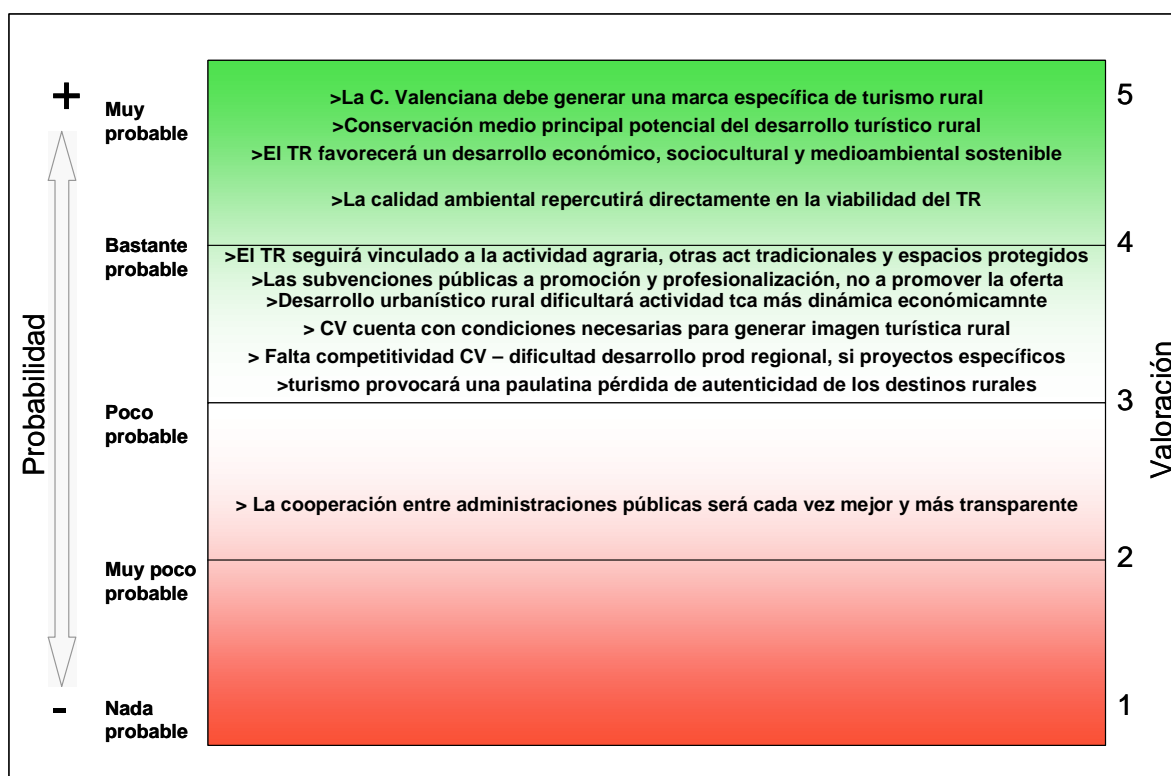 +
Muy
probable
>La C. Valenciana debe generar una marca específica de turismo rural
5
>Conservación medio principal potencial del desarrollo turístico rural
>El TR favorecerá un desarrollo económico, sociocultural y medioambiental sostenible
>La calidad ambiental repercutirá directamente en la viabilidad del TR
Bastante
probable
4
>El TR seguirá vinculado a la actividad agraria, otras act tradicionales y espacios protegidos
>Las subvenciones públicas a promoción y profesionalización, no a promover la oferta
>Desarrollo urbanístico rural dificultará actividad tca más dinámica económicamnte
> CV cuenta con condiciones necesarias para generar imagen turística rural
> Falta competitividad CV – dificultad desarrollo prod regional, si proyectos específicos
>turismo provocará una paulatina pérdida de autenticidad de los destinos rurales
Probabilidad
Valoración
Poco
probable
3
> La cooperación entre administraciones públicas será cada vez mejor y más transparente
Muy poco
probable
2
-
Nada
probable
1